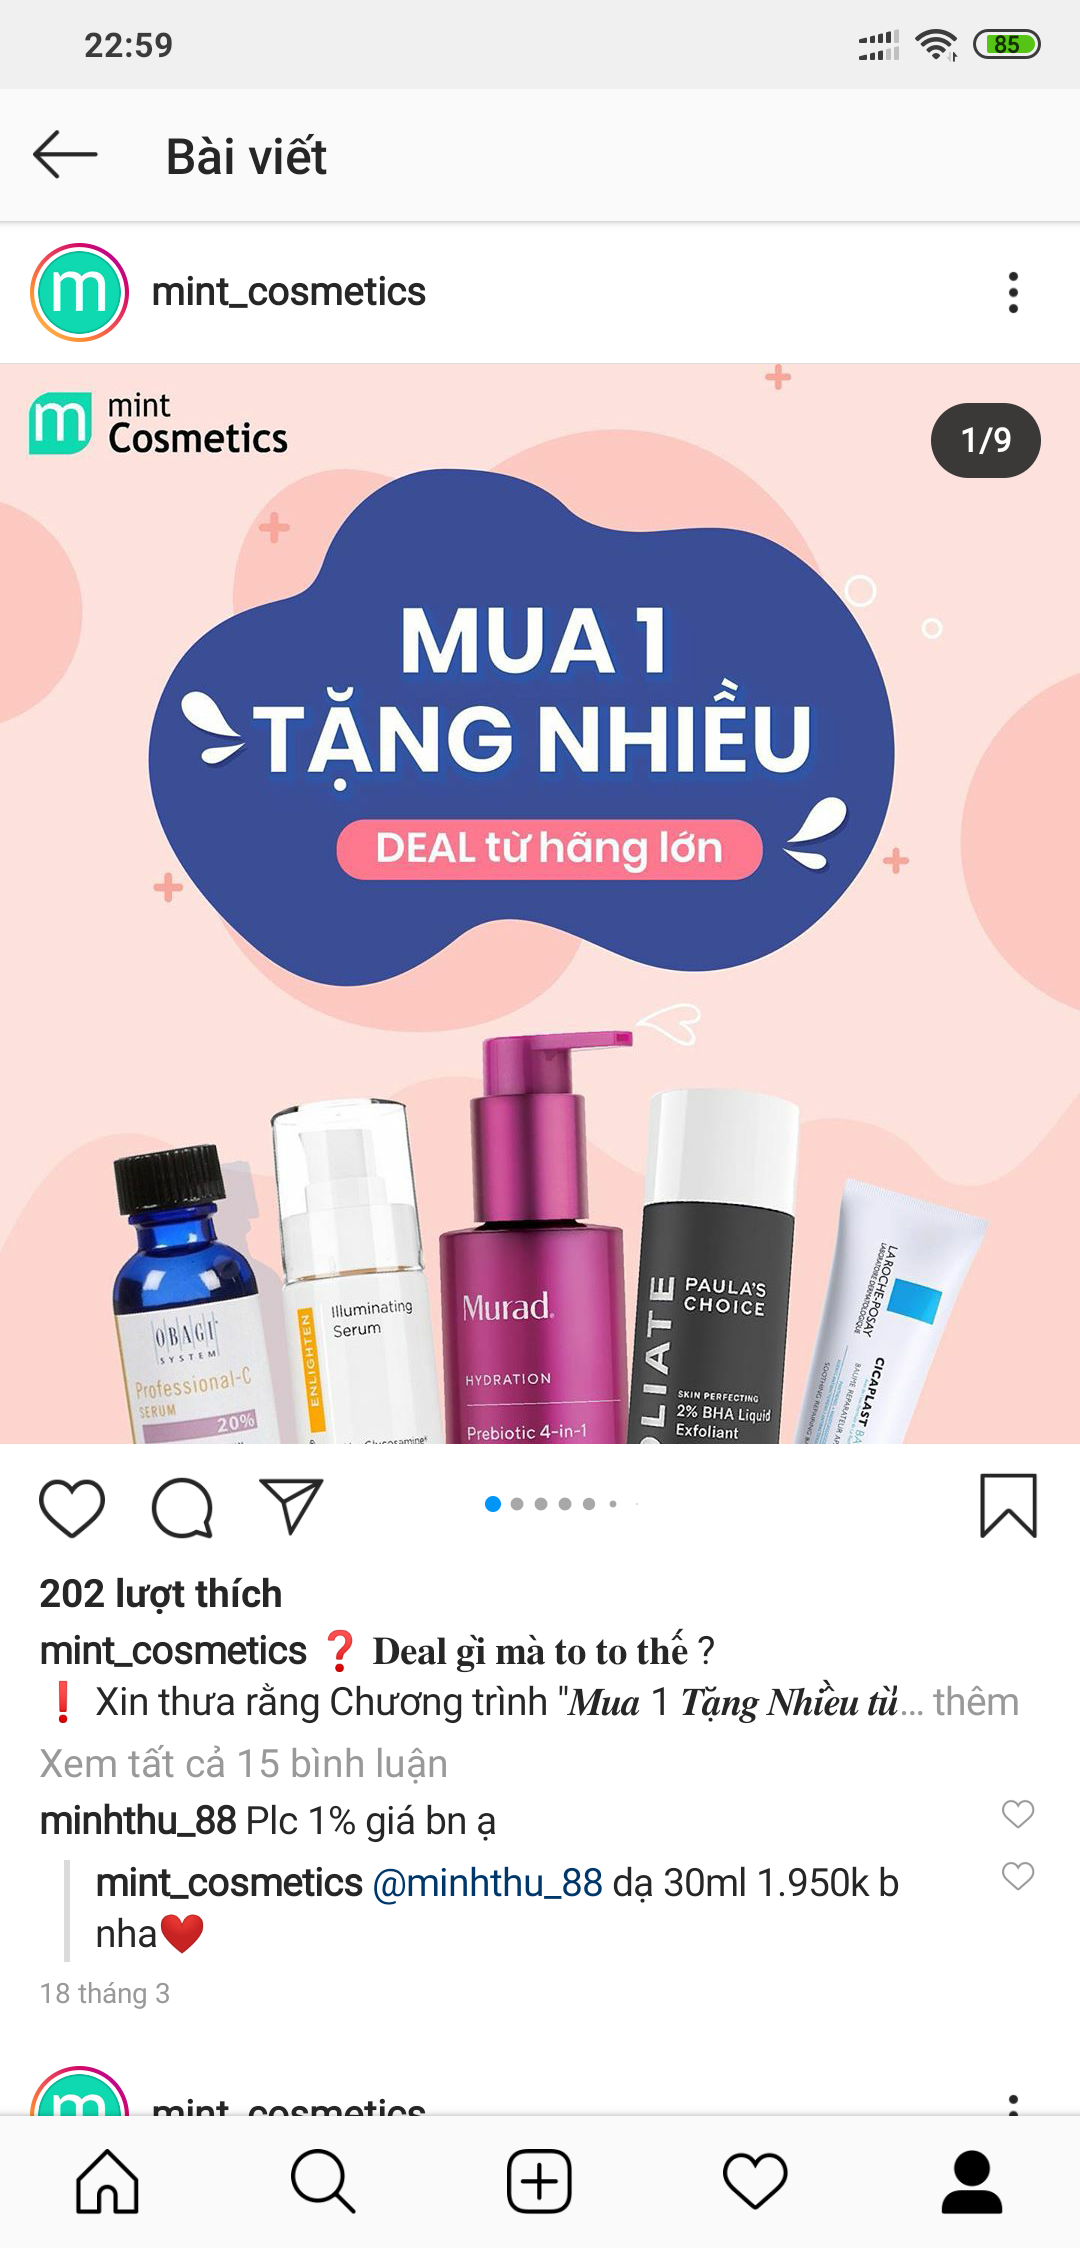 22:59
85
Bài viết
m
mint_cosmetics
m mint
Cosmetics
1/9
MUA 1
TẶNG NHIỀU
DEAL từ hãng lớn
OBAGI
SYSTEM
Professional-C
SERUM
20%
ENLIGHTEN
Illuminating
Serum
Murad.
HYDRATION
Prebiotic 4-in-1
PAULA'S
CHOICE
SKIN PERFECTING
2% BHA Liquid
Exfoliant
LA ROCHE-POSAY
LABORATOIRE DERMATOLOGIQUE
CICAPLAST
202 lượt thích
mint_cosmetics ❓ Deal gì mà to to thế ?
❗ Xin thưa rằng Chương trình "Mua 1 Tặng Nhiều từ... thêm
Xem tất cả 15 bình luận
minhthu_88 Plc 1% giá bn ạ
mint_cosmetics @minhthu_88 dạ 30ml 1.950k b
nha❤️
18 tháng 3
m
mint_cosmetics